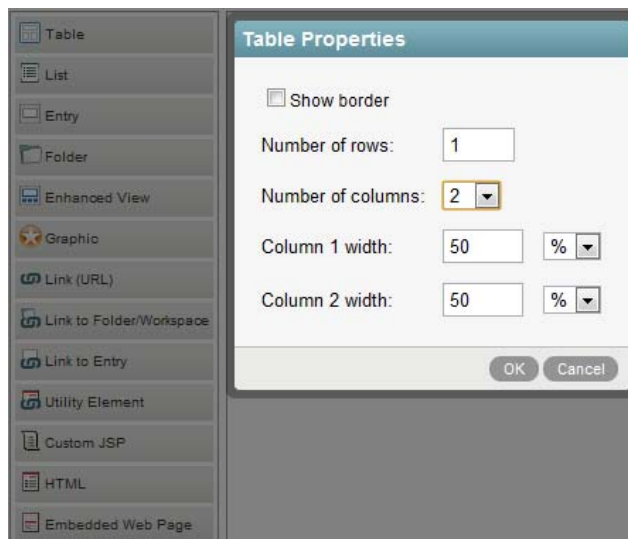 Table
List
Entry
Folder
Enhanced View
Graphic
Link (URL)
Link to Folder/Workspace
Link to Entry
Utility Element
Custom JSP
HTML
Embedded Web Page
Table Properties
Show border
Number of rows: 1
Number of columns: 2
Column 1 width: 50 %
Column 2 width: 50 %
OK Cancel